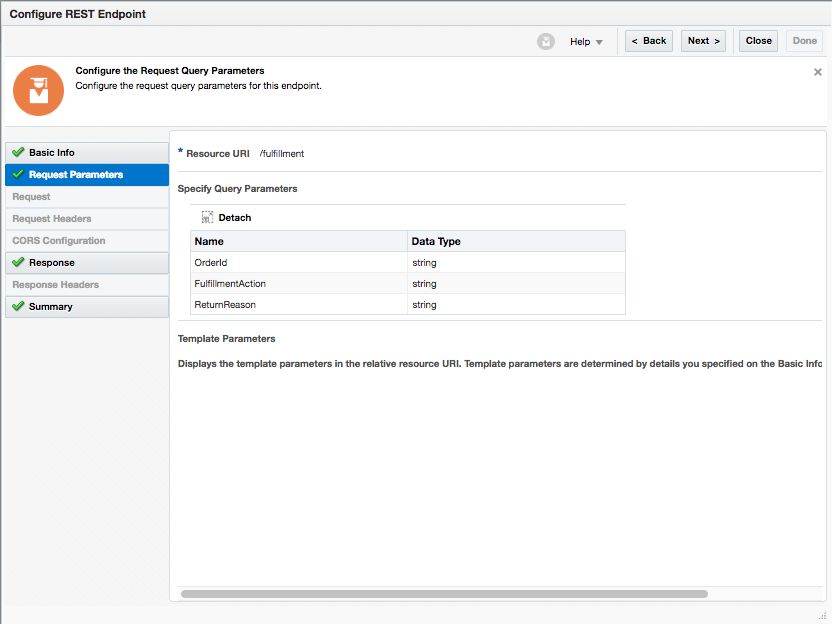 Configure REST Endpoint
Help
< Back
Next >
Close
Done
Configure the Request Query Parameters
Configure the request query parameters for this endpoint.
Basic Info
Request Parameters
Request
Request Headers
CORS Configuration
Response
Response Headers
Summary
* Resource URI /fulfillment
Specify Query Parameters
Detach
Name Data Type
OrderId string
FulfillmentAction string
ReturnReason string
Template Parameters
Displays the template parameters in the relative resource URI. Template parameters are determined by details you specified on the Basic Info